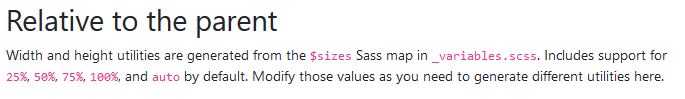 Relative to the parent
Width and height utilities are generated from the $sizes Sass map in _variables.scss. Includes support for
25%, 50%, 75%, 100%, and auto by default. Modify those values as you need to generate different utilities here.